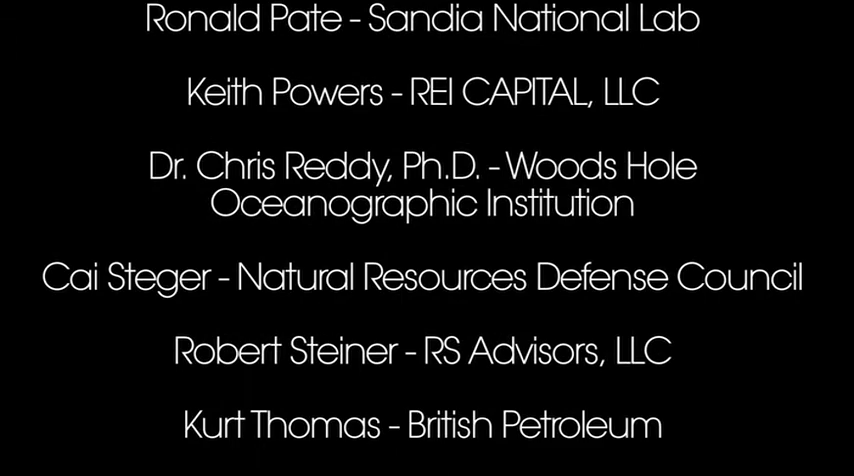 Ronald Pate - Sandia National Lab
Keith Powers - REI CAPITAL, LLC
Dr. Chris Reddy, Ph.D. - Woods Hole
Oceanographic Institution
Cai Steger - Natural Resources Defense Council
Robert Steiner - RS Advisors, LLC
Kurt Thomas - British Petroleum